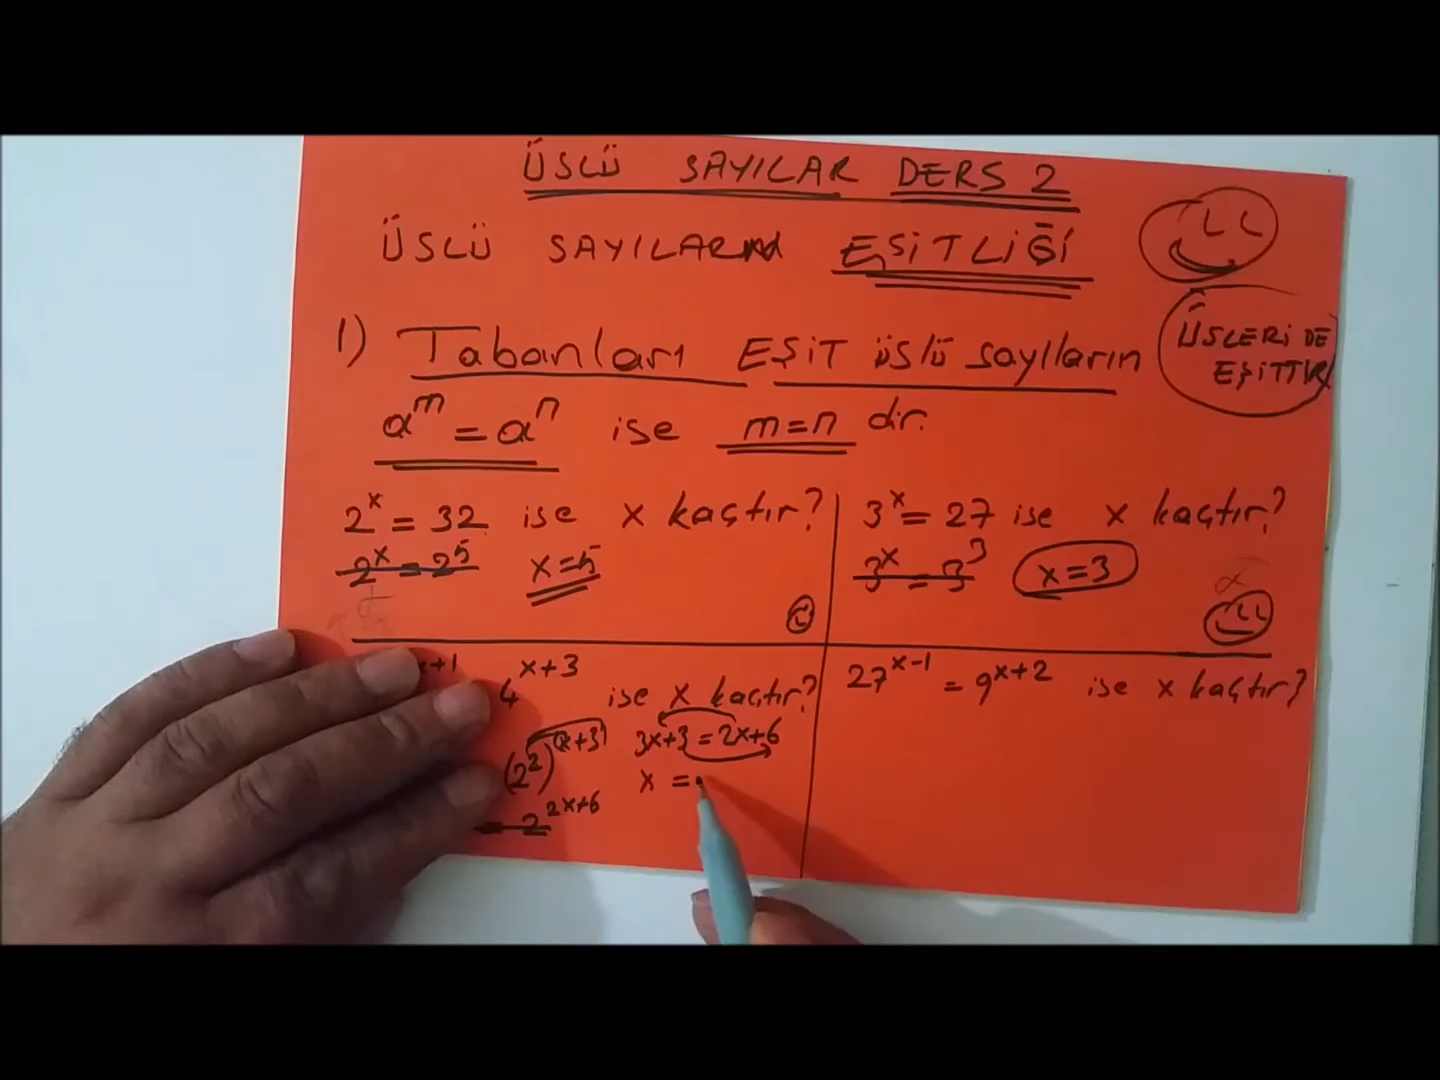 ÜSLÜ SAYILAR DERS 2
ÜSLÜ SAYILARIN EŞİTLİĞİ
1) Tabanları EŞİT üslü sayıların
ÜSLERİ DE
EŞİTTİR
a^m = a^n ise m=n dir.
2^x = 32 ise x kaçtır?
2^x = 2^5 x=5
3^x = 27 ise x kaçtır?
3^x = 3^3 x=3
x+1 4^x+3 ise x kaçtır?
(2^2)^(x+3) 3x+3=2x+6
= 2^2x+6 x =
27^x-1 = 9^x+2 ise x kaçtır?